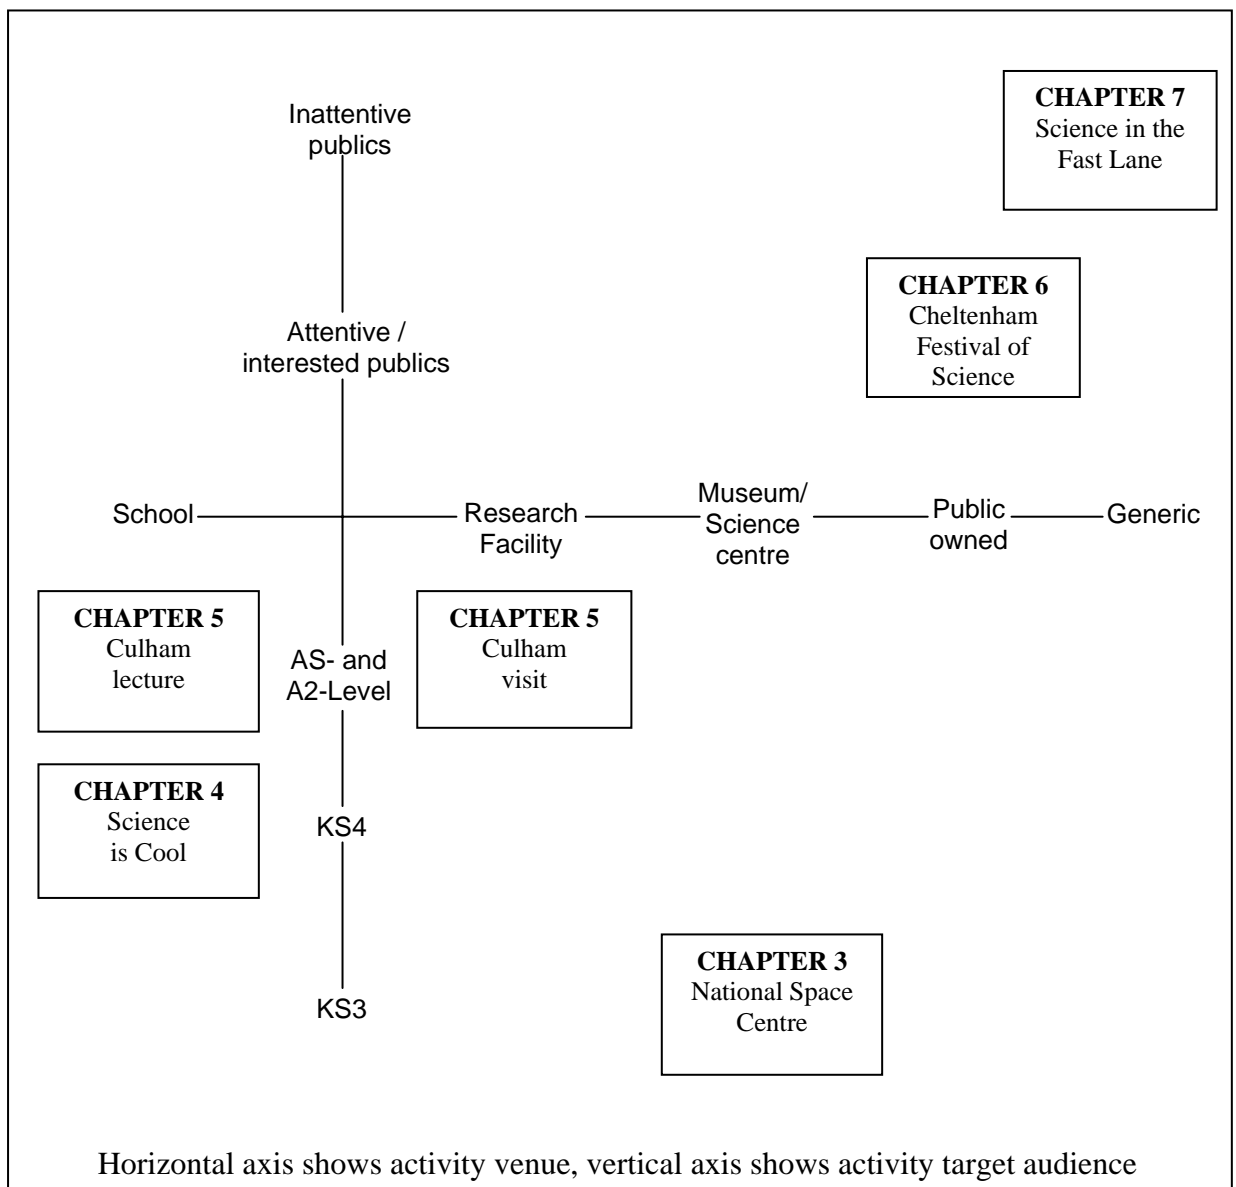 CHAPTER 7
Science in the
Fast Lane
Inattentive
publics
CHAPTER 6
Cheltenham
Festival of
Science
Attentive /
interested publics
School
Research
Facility
Museum/
Science
centre
Public
owned
Generic
CHAPTER 5
Culham
lecture
AS- and
A2-Level
CHAPTER 5
Culham
visit
CHAPTER 4
Science
is Cool
KS4
CHAPTER 3
National Space
Centre
KS3
Horizontal axis shows activity venue, vertical axis shows activity target audience